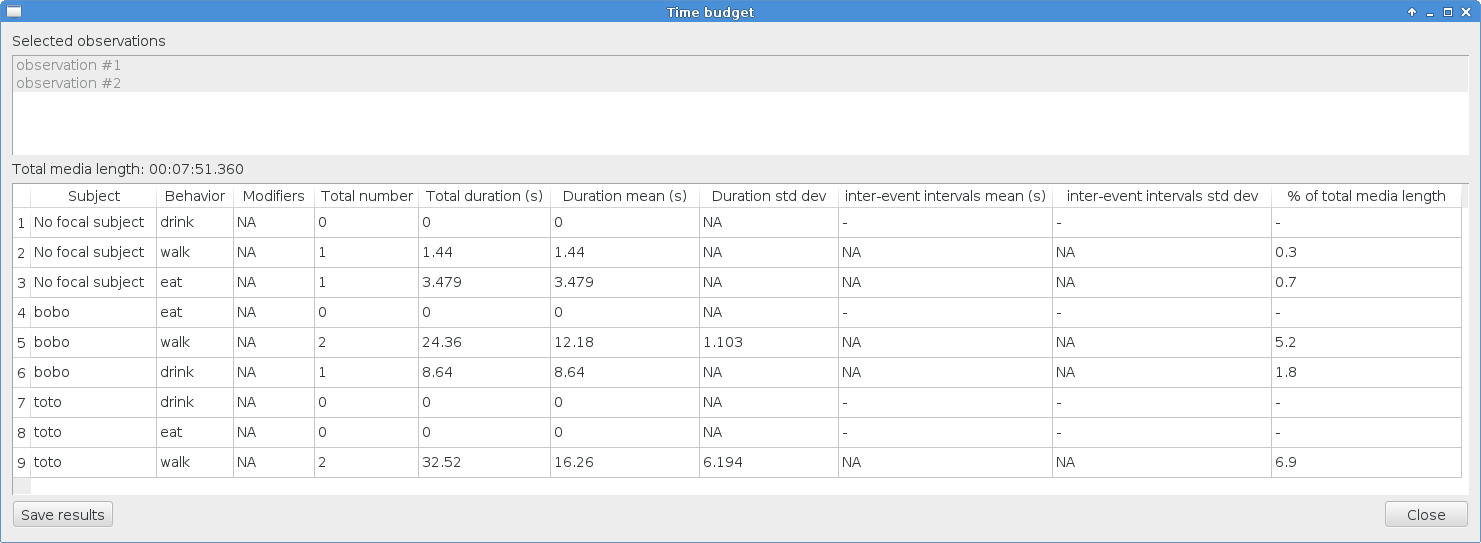 Time budget
Selected observations
observation #1
observation #2
Total media length: 00:07:51.360
Subject Behavior Modifiers Total number Total duration (s) Duration mean (s) Duration std dev inter-event intervals mean (s) inter-event intervals std dev % of total media length
1 No focal subject drink NA 0 0 0 NA - - -
2 No focal subject walk NA 1 1.44 1.44 NA NA NA 0.3
3 No focal subject eat NA 1 3.479 3.479 NA NA NA 0.7
4 bobo eat NA 0 0 0 NA - - -
5 bobo walk NA 2 24.36 12.18 1.103 NA NA 5.2
6 bobo drink NA 1 8.64 8.64 NA NA NA 1.8
7 toto drink NA 0 0 0 NA - - -
8 toto eat NA 0 0 0 NA - - -
9 toto walk NA 2 32.52 16.26 6.194 NA NA 6.9
Save results Close